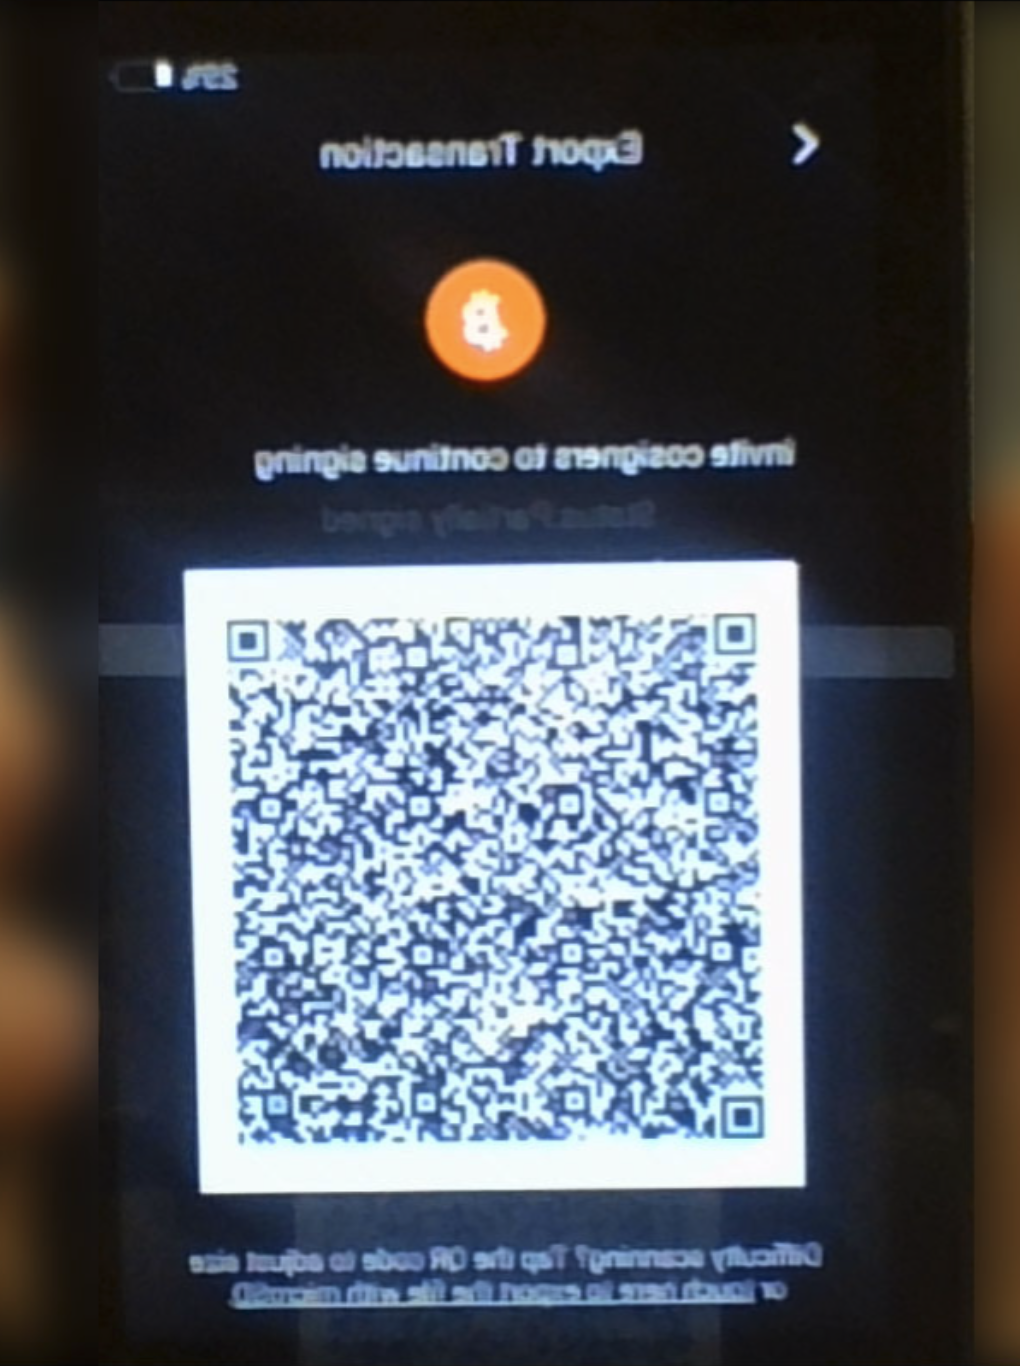 25%
Export Transaction
Invite cosigners to continue signing
Status:Partially signed
Difficulty scanning? Tap the QR code to adjust size
or touch here to export the file with microSD.